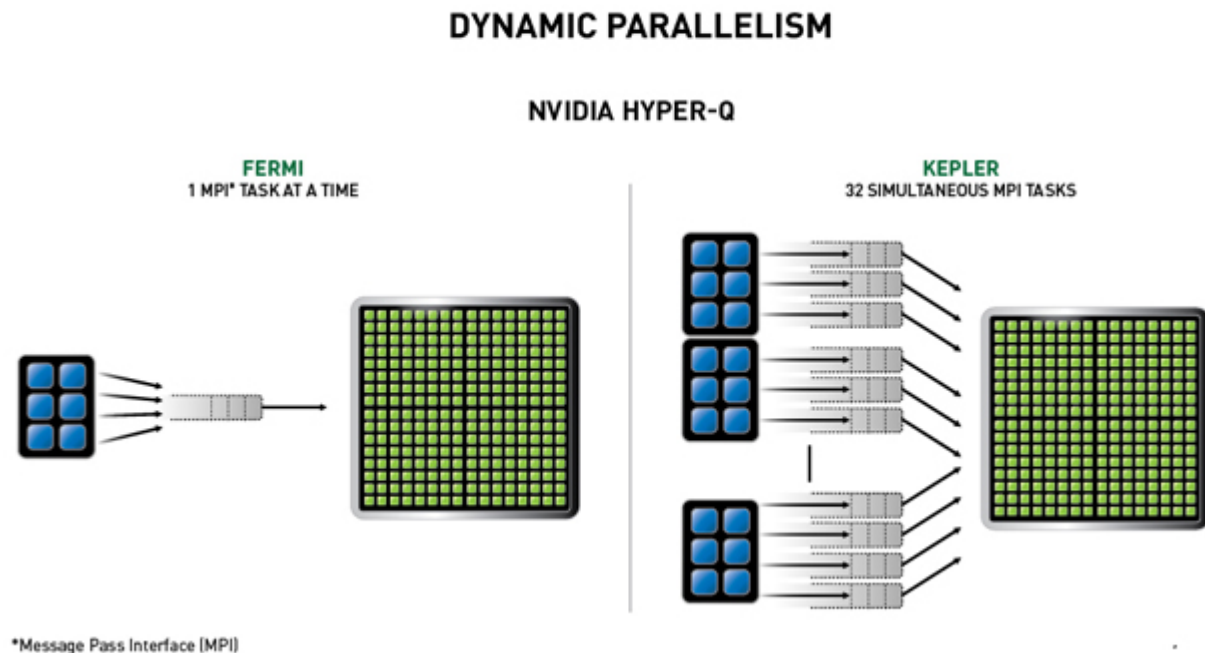 DYNAMIC PARALLELISM
NVIDIA HYPER-Q
FERMI
1 MPI* TASK AT A TIME
KEPLER
32 SIMULTANEOUS MPI TASKS
*Message Pass Interface (MPI)